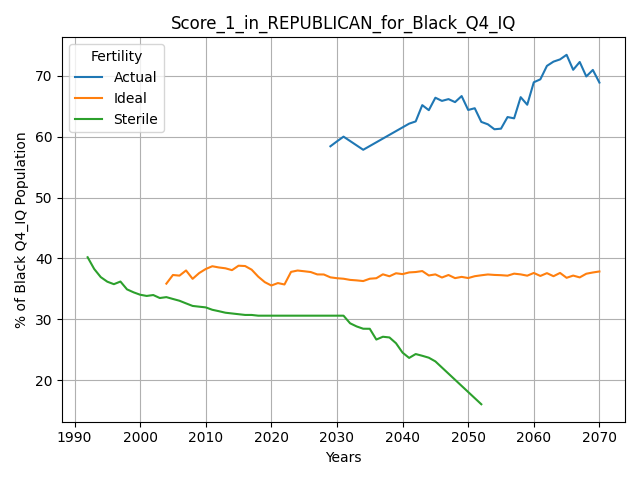 Score_1_in_REPUBLICAN_for_Black_Q4_IQ
Fertility
Actual
Ideal
Sterile
% of Black Q4_IQ Population
70
60
50
40
30
20
1990 2000 2010 2020 2030 2040 2050 2060 2070
Years